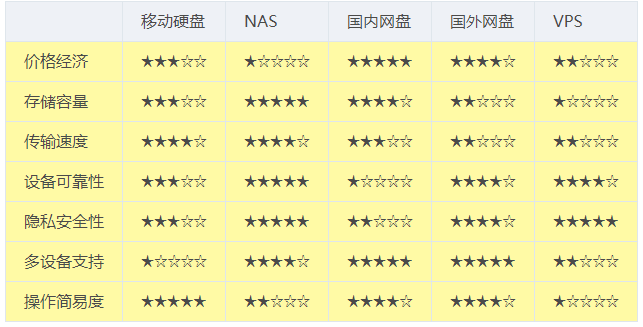 移动硬盘 NAS 国内网盘 国外网盘 VPS
价格经济 ★★★☆☆ ★☆☆☆☆ ★★★★★ ★★★★☆ ★★☆☆☆
存储容量 ★★★☆☆ ★★★★★ ★★★★☆ ★★☆☆☆ ★☆☆☆☆
传输速度 ★★★★☆ ★★★★☆ ★★★☆☆ ★★☆☆☆ ★★☆☆☆
设备可靠性 ★★★☆☆ ★★★★★ ★☆☆☆☆ ★★★★☆ ★★★★☆
隐私安全性 ★★★☆☆ ★★★★★ ★★☆☆☆ ★★★★☆ ★★★★★
多设备支持 ★☆☆☆☆ ★★★★☆ ★★★★★ ★★★★★ ★★☆☆☆
操作简易度 ★★★★★ ★★☆☆☆ ★★★★☆ ★★★★☆ ★☆☆☆☆